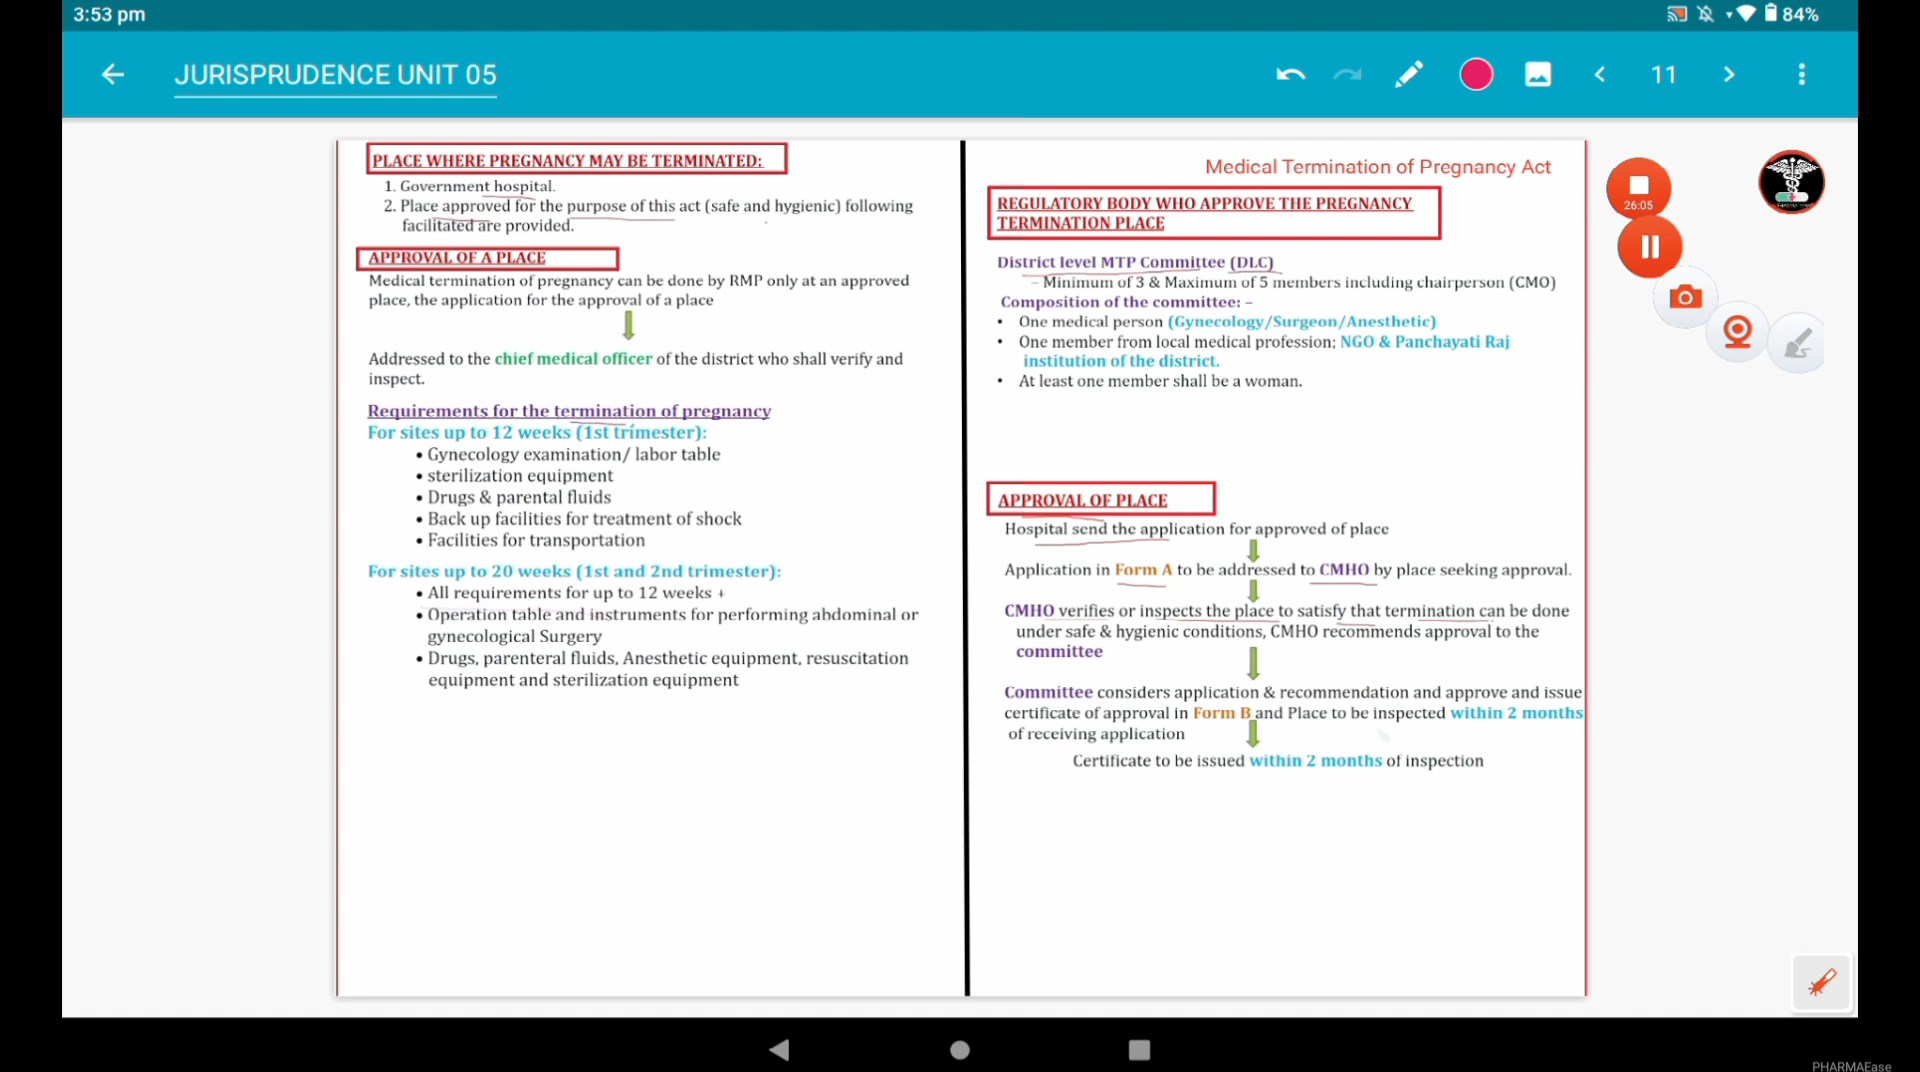 3:53 pm
84%
JURISPRUDENCE UNIT 05
11
PLACE WHERE PREGNANCY MAY BE TERMINATED:
1. Government hospital.
2. Place approved for the purpose of this act (safe and hygienic) following
facilitated are provided.
APPROVAL OF A PLACE
Medical termination of pregnancy can be done by RMP only at an approved
place, the application for the approval of a place
Addressed to the chief medical officer of the district who shall verify and
inspect.
Requirements for the termination of pregnancy
For sites up to 12 weeks (1st trimester):
• Gynecology examination/ labor table
• sterilization equipment
• Drugs & parental fluids
• Back up facilities for treatment of shock
• Facilities for transportation
For sites up to 20 weeks (1st and 2nd trimester):
• All requirements for up to 12 weeks +
• Operation table and instruments for performing abdominal or
gynecological Surgery
• Drugs, parenteral fluids, Anesthetic equipment, resuscitation
equipment and sterilization equipment
Medical Termination of Pregnancy Act
REGULATORY BODY WHO APPROVE THE PREGNANCY
TERMINATION PLACE
District level MTP Committee (DLC)
– Minimum of 3 & Maximum of 5 members including chairperson (CMO)
Composition of the committee: –
• One medical person (Gynecology/Surgeon/Anesthetic)
• One member from local medical profession; NGO & Panchayati Raj
institution of the district.
• At least one member shall be a woman.
APPROVAL OF PLACE
Hospital send the application for approved of place
Application in Form A to be addressed to CMHO by place seeking approval.
CMHO verifies or inspects the place to satisfy that termination can be done
under safe & hygienic conditions, CMHO recommends approval to the
committee
Committee considers application & recommendation and approve and issue
certificate of approval in Form B and Place to be inspected within 2 months
of receiving application
Certificate to be issued within 2 months of inspection
26:05
PHARMAEase